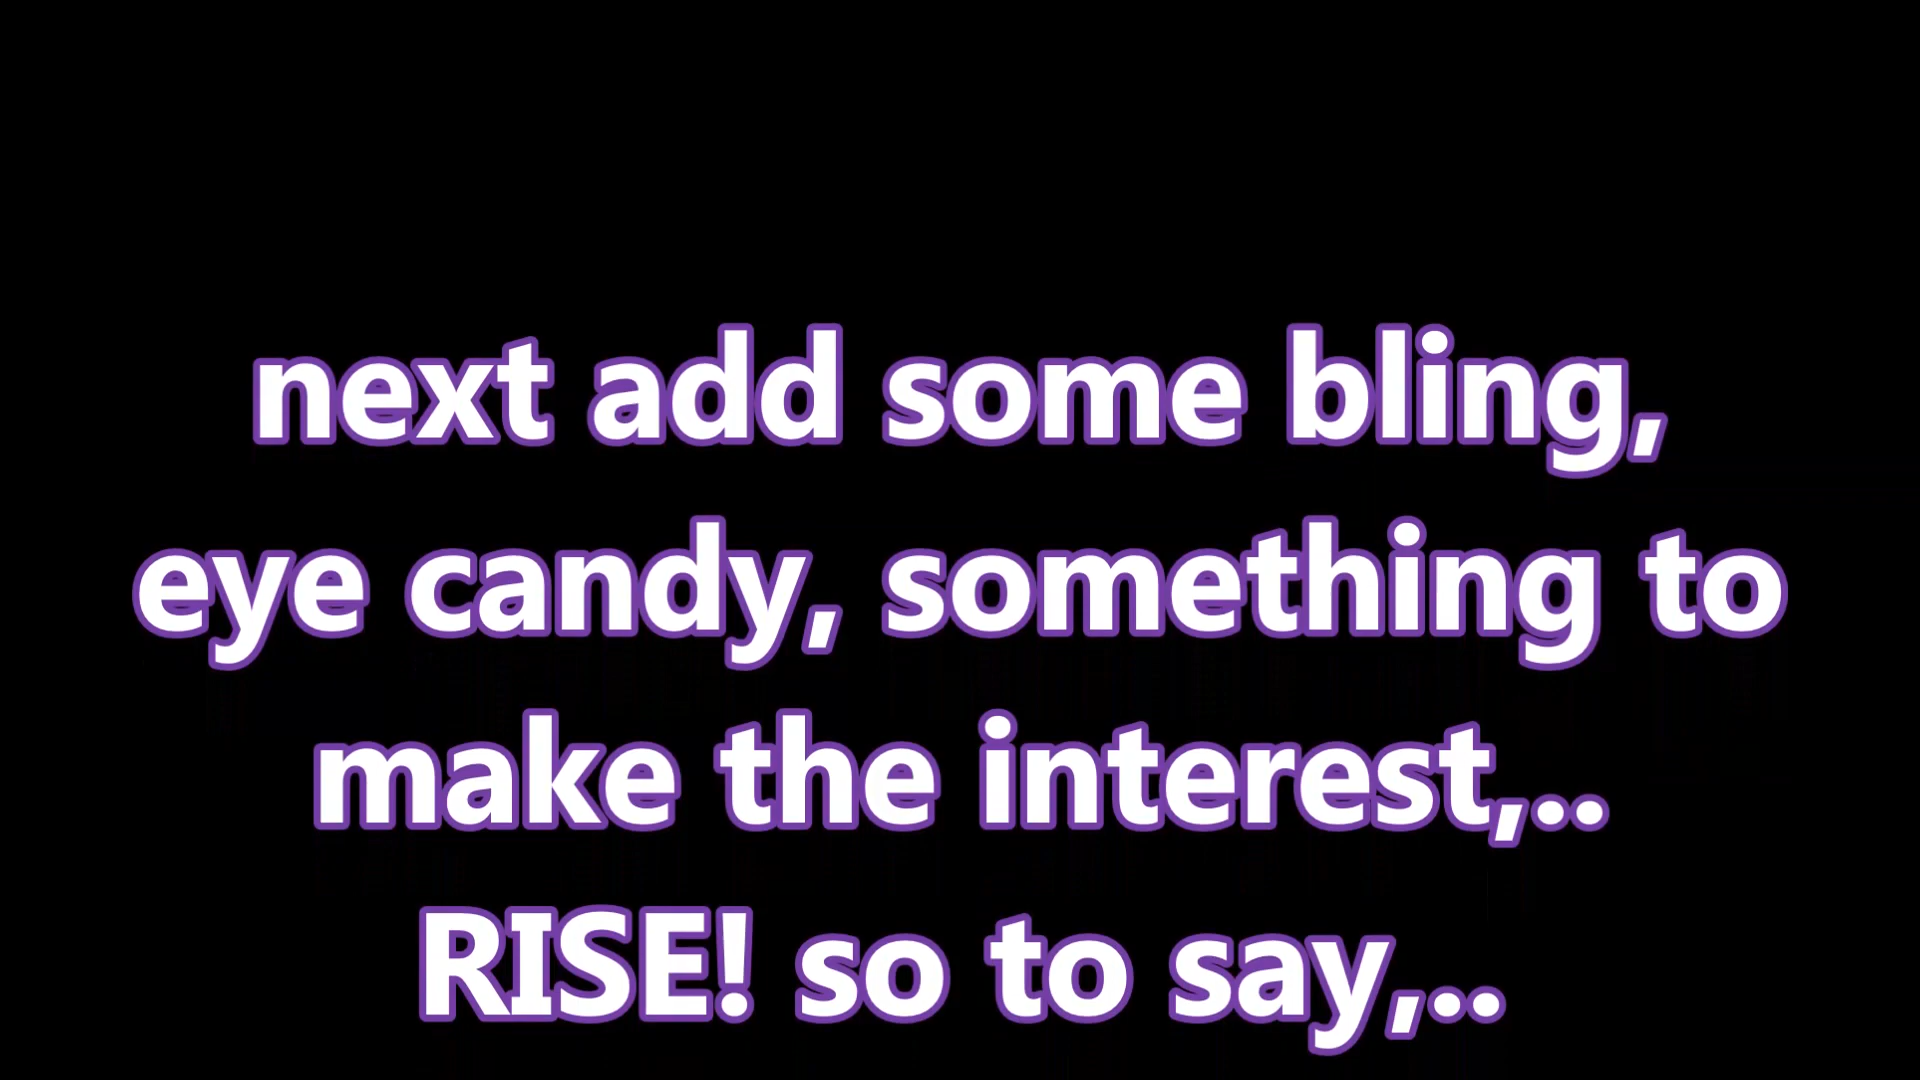 next add some bling,
eye candy, something to
make the interest,..
RISE! so to say,..